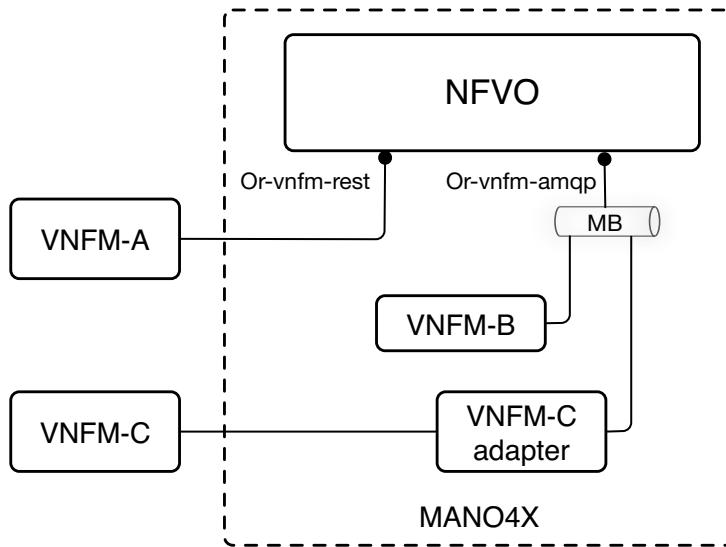 NFVO
Or-vnfm-rest
Or-vnfm-amqp
MB
VNFM-A
VNFM-B
VNFM-C
VNFM-C
adapter
MANO4X